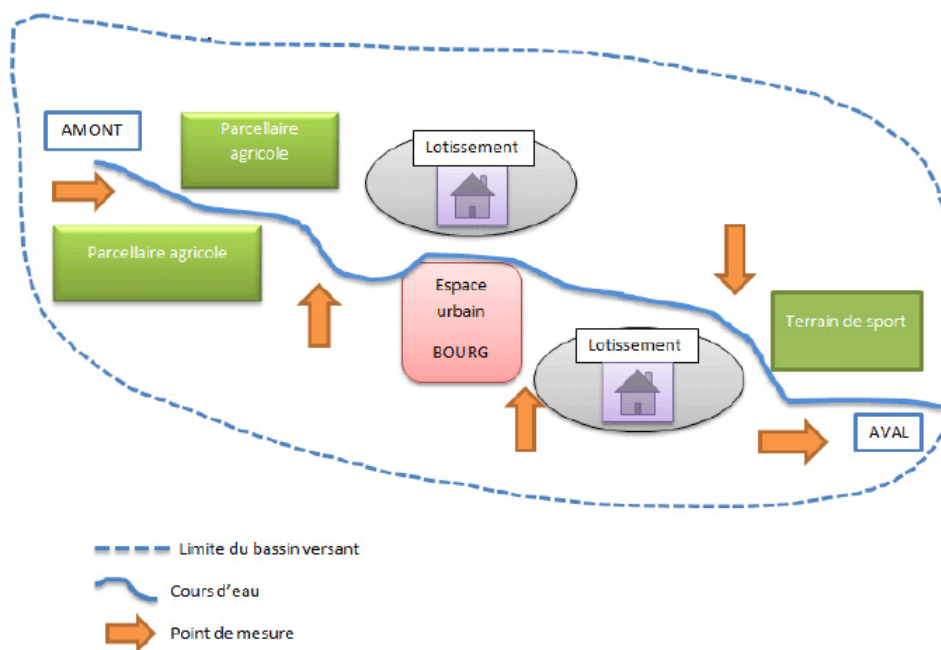 AMONT
Parcellaire
agricole
Lotissement
Parcellaire agricole
Espace
urbain
BOURG
Lotissement
Terrain de sport
AVAL
Limite du bassin versant
Cours d'eau
Point de mesure